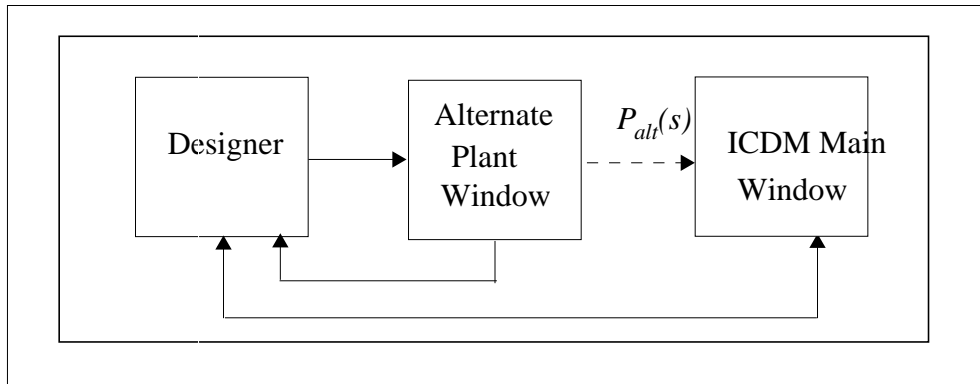 Designer
Alternate
Plant
Window
P_alt(s)
ICDM Main
Window